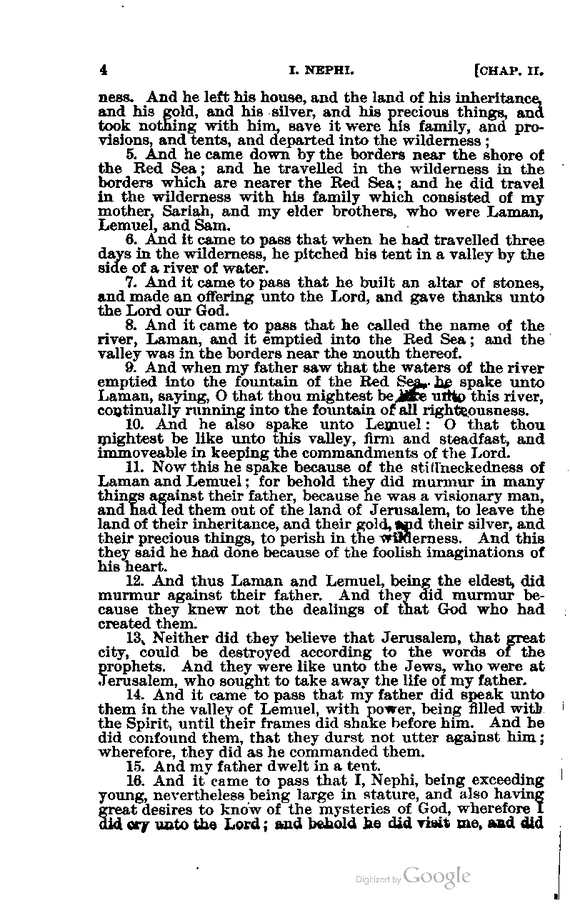 4 I. NEPHI. [CHAP. II.
ness. And he left his house, and the land of his inheritance,
and his gold, and his silver, and his precious things, and
took nothing with him, save it were his family, and pro-
visions, and tents, and departed into the wilderness;
5. And he came down by the borders near the shore of
the Red Sea; and he travelled in the wilderness in the
borders which are nearer the Red Sea; and he did travel
in the wilderness with his family which consisted of my
mother, Sariah, and my elder brothers, who were Laman,
Lemuel, and Sam.
6. And it came to pass that when he had travelled three
days in the wilderness, he pitched his tent in a valley by the
side of a river of water.
7. And it came to pass that he built an altar of stones,
and made an offering unto the Lord, and gave thanks unto
the Lord our God.
8. And it came to pass that he called the name of the
river, Laman, and it emptied into the Red Sea; and the
valley was in the borders near the mouth thereof.
9. And when my father saw that the waters of the river
emptied into the fountain of the Red Sea, he spake unto
Laman, saying, O that thou mightest be like unto this river,
continually running into the fountain of all righteousness.
10. And he also spake unto Lemuel: O that thou
mightest be like unto this valley, firm and steadfast, and
immoveable in keeping the commandments of the Lord.
11. Now this he spake because of the stiffneckedness of
Laman and Lemuel; for behold they did murmur in many
things against their father, because he was a visionary man,
and had led them out of the land of Jerusalem, to leave the
land of their inheritance, and their gold, and their silver, and
their precious things, to perish in the wilderness. And this
they said he had done because of the foolish imaginations of
his heart.
12. And thus Laman and Lemuel, being the eldest, did
murmur against their father. And they did murmur be-
cause they knew not the dealings of that God who had
created them.
13. Neither did they believe that Jerusalem, that great
city, could be destroyed according to the words of the
prophets. And they were like unto the Jews, who were at
Jerusalem, who sought to take away the life of my father.
14. And it came to pass that my father did speak unto
them in the valley of Lemuel, with power, being filled with
the Spirit, until their frames did shake before him. And he
did confound them, that they durst not utter against him;
wherefore, they did as he commanded them.
15. And my father dwelt in a tent.
16. And it came to pass that I, Nephi, being exceeding
young, nevertheless being large in stature, and also having
great desires to know of the mysteries of God, wherefore I
did cry unto the Lord; and behold he did visit me, and did
Digitized by Google